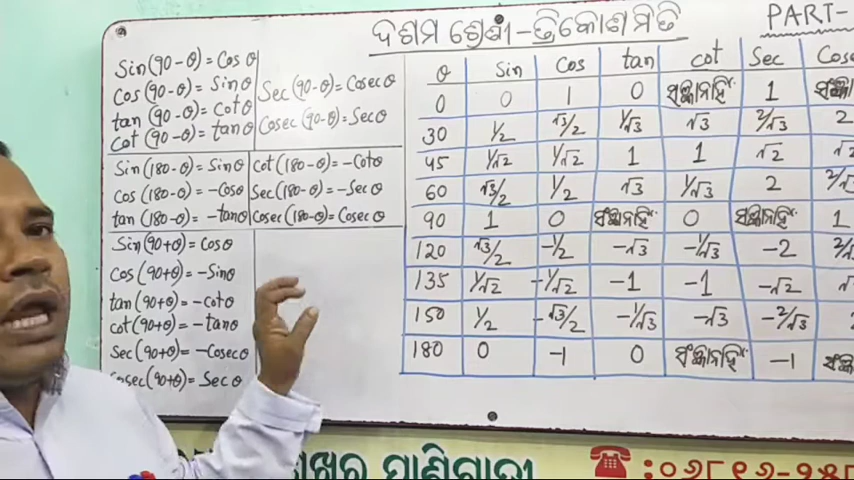 ଦଶମ ଶ୍ରେଣୀ-ତ୍ରିକୋଣମିତି
PART-
Sin(90-θ)=Cosθ
Cos(90-θ)=Sinθ
tan(90-θ)=Cotθ
Cot(90-θ)=tanθ
Sec(90-θ)=Cosecθ
Cosec(90-θ)=Secθ
Sin(180-θ)=Sinθ
Cos(180-θ)=-Cosθ
tan(180-θ)=-tanθ
Cot(180-θ)=-Cotθ
Sec(180-θ)=-Secθ
Cosec(180-θ)=Cosecθ
Sin(90+θ)=Cosθ
Cos(90+θ)=-Sinθ
tan(90+θ)=-Cotθ
Cot(90+θ)=-tanθ
Sec(90+θ)=-Cosecθ
Cosec(90+θ)=Secθ
θ Sin Cos tan Cot Sec
0 0 1 0 ସଂଜ୍ଞାନାହିଁ 1
30 1/2 √3/2 1/√3 √3 2/√3 2
45 1/√2 1/√2 1 1 √2
60 √3/2 1/2 √3 1/√3 2 2/√3
90 1 0 ସଂଜ୍ଞାନାହିଁ 0 ସଂଜ୍ଞାନାହିଁ 1
120 √3/2 -1/2 -√3 -1/√3 -2
135 1/√2 -1/√2 -1 -1 -√2
150 1/2 -√3/2 -1/√3 -√3 -2/√3
180 0 -1 0 ସଂଜ୍ଞାନାହିଁ -1
ପାଣିଗ୍ରାହୀ